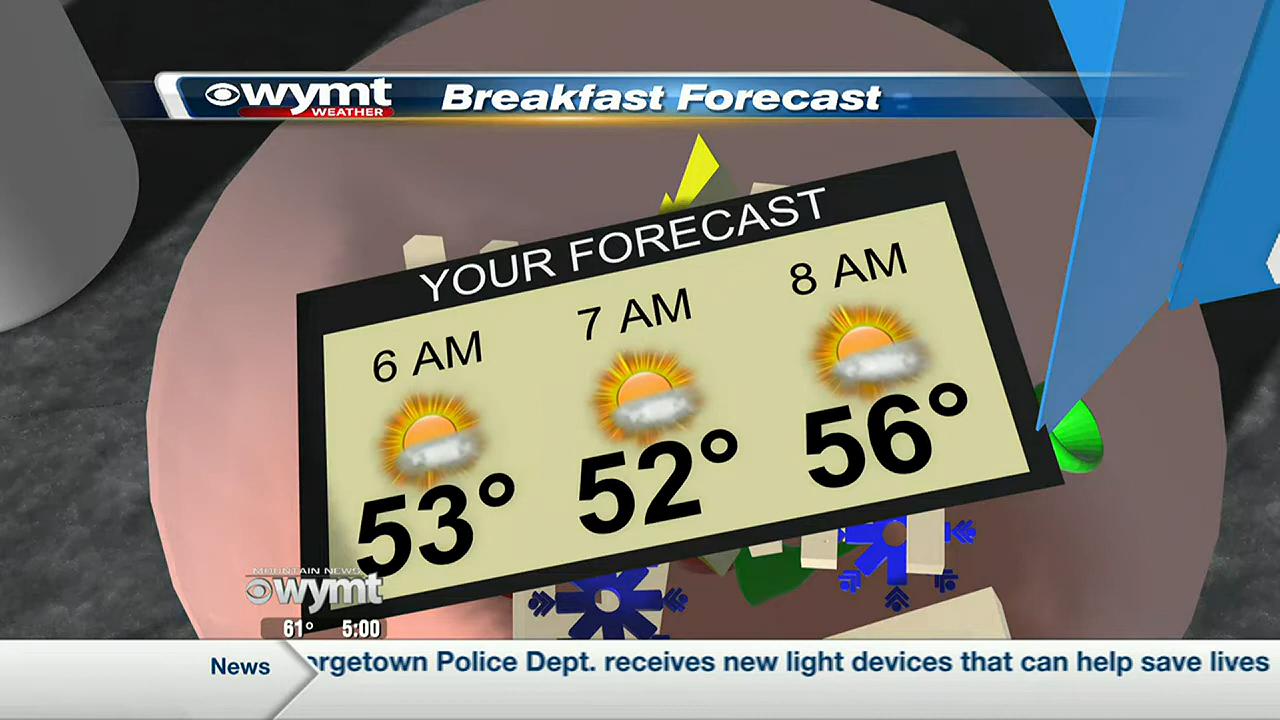 wymt
WEATHER
Breakfast Forecast
YOUR FORECAST
6 AM
7 AM
8 AM
53°
52°
56°
MOUNTAIN NEWS
wymt
61° 5:00
News
orgetown Police Dept. receives new light devices that can help save lives